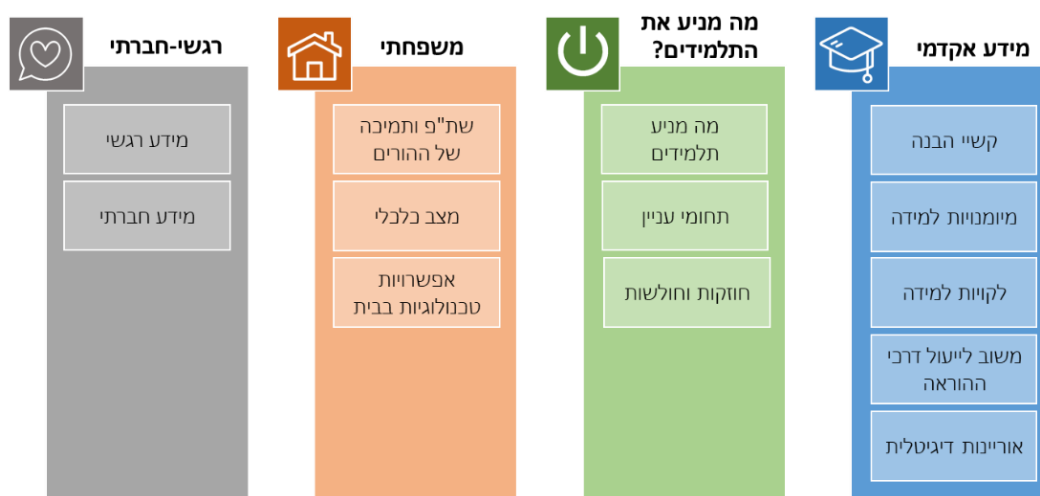 מידע אקדמי
קשיי הבנה
מיומנויות למידה
לקויות למידה
משוב לייעול דרכי
ההוראה
אוריינות דיגיטלית
מה מניע את
התלמידים?
מה מניע
תלמידים
תחומי עניין
חוזקות וחולשות
משפחתי
שת"פ ותמיכה
של ההורים
מצב כלכלי
אפשרויות
טכנולוגיות בבית
רגשי-חברתי
מידע רגשי
מידע חברתי